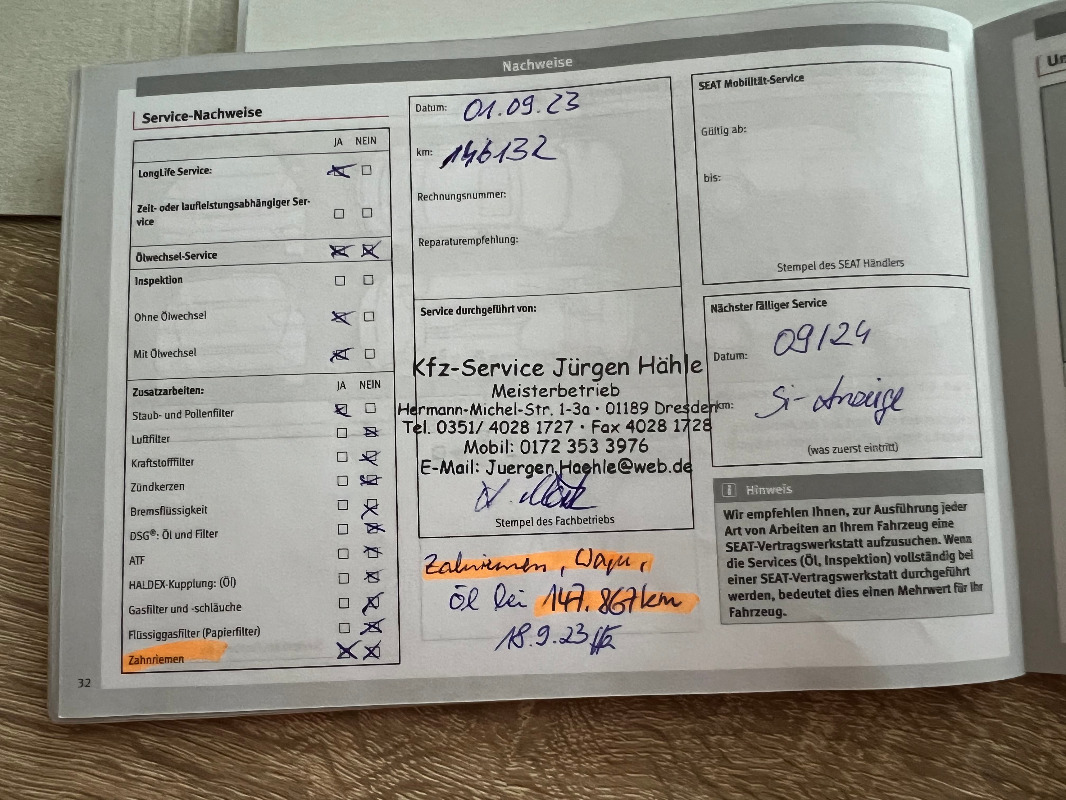 Nachweise
Service-Nachweise
JA NEIN
LongLife Service:
Zeit- oder laufleistungsabhängiger Ser-
vice
Ölwechsel-Service
Inspektion
Ohne Ölwechsel
Mit Ölwechsel
Zusatzarbeiten: JA NEIN
Staub- und Pollenfilter
Luftfilter
Kraftstofffilter
Zündkerzen
Bremsflüssigkeit
DSG®: Öl und Filter
ATF
HALDEX-Kupplung: (Öl)
Gasfilter und -schläuche
Flüssiggasfilter (Papierfilter)
Zahnriemen
32
Datum: 01.09.23
km: 146132
Rechnungsnummer:
Reparaturempfehlung:
Service durchgeführt von:
Kfz-Service Jürgen Hähle
Meisterbetrieb
Hermann-Michel-Str. 1-3a · 01189 Dresden
Tel. 0351/ 4028 1727 · Fax 4028 1728
Mobil: 0172 353 3976
E-Mail: Juergen.Haehle@web.de
Stempel des Fachbetriebs
Zahnriemen, Wapu,
Öl bei 147.867km
18.9.23
SEAT Mobilität-Service
Gültig ab:
bis:
Stempel des SEAT Händlers
Nächster fälliger Service
Datum: 09/24
km: Si-Anzeige
(was zuerst eintritt)
i Hinweis
Wir empfehlen Ihnen, zur Ausführung jeder
Art von Arbeiten an Ihrem Fahrzeug eine
SEAT-Vertragswerkstatt aufzusuchen. Wenn
die Services (Öl, Inspektion) vollständig bei
einer SEAT-Vertragswerkstatt durchgeführt
werden, bedeutet dies einen Mehrwert für Ihr
Fahrzeug.